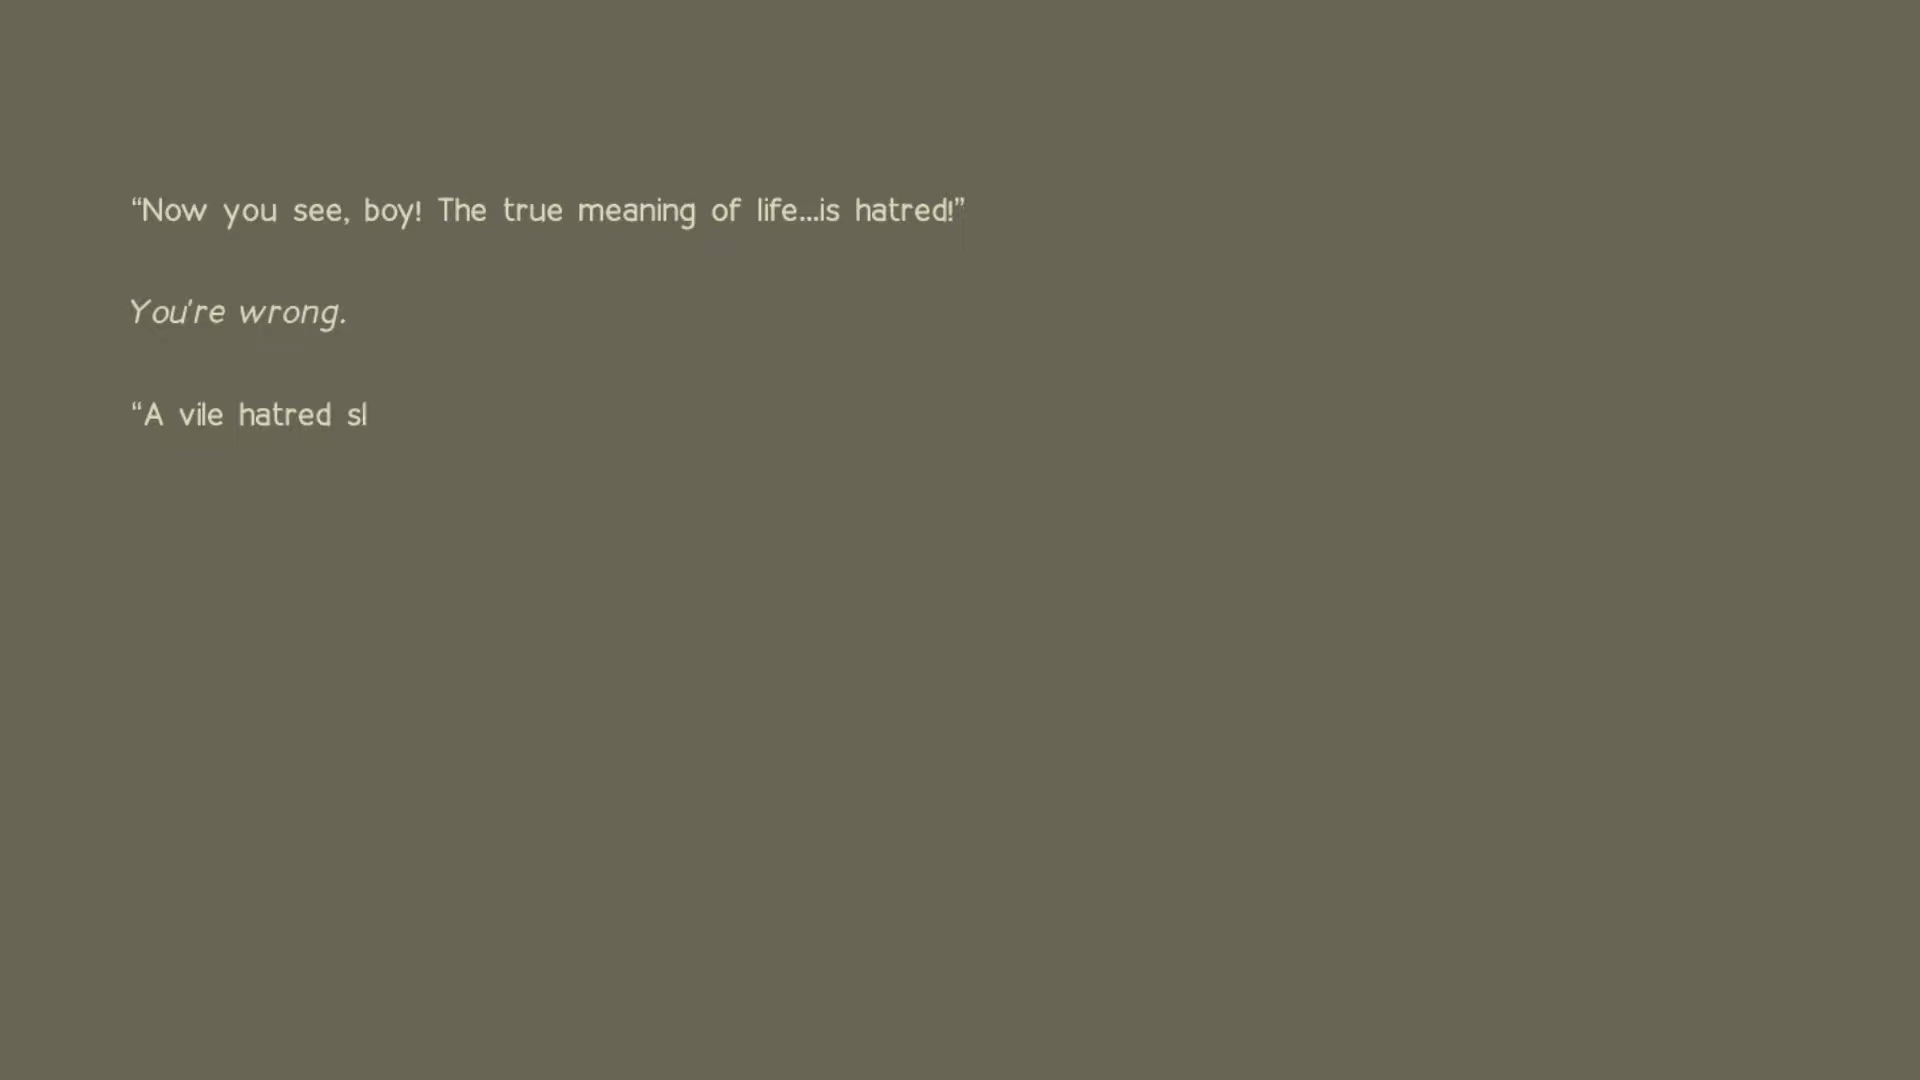 “Now you see, boy! The true meaning of life...is hatred!”
You're wrong.
“A vile hatred sl